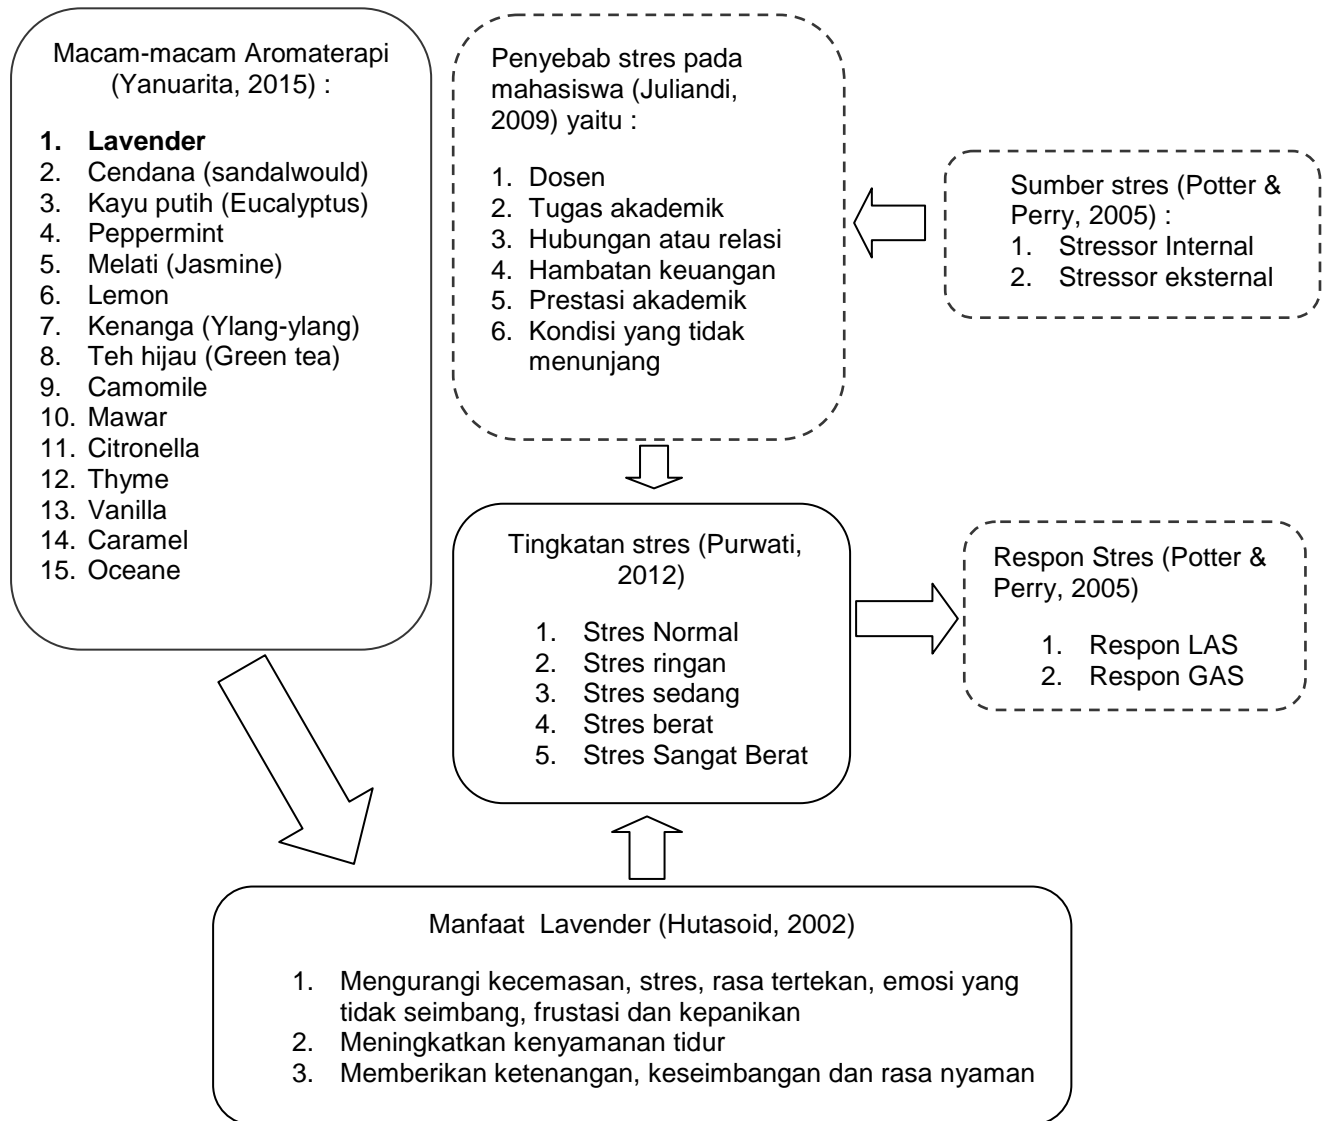 Macam-macam Aromaterapi
(Yanuarita, 2015) :
1. Lavender
2. Cendana (sandalwould)
3. Kayu putih (Eucalyptus)
4. Peppermint
5. Melati (Jasmine)
6. Lemon
7. Kenanga (Ylang-ylang)
8. Teh hijau (Green tea)
9. Camomile
10. Mawar
11. Citronella
12. Thyme
13. Vanilla
14. Caramel
15. Oceane
Penyebab stres pada
mahasiswa (Juliandi,
2009) yaitu :
1. Dosen
2. Tugas akademik
3. Hubungan atau relasi
4. Hambatan keuangan
5. Prestasi akademik
6. Kondisi yang tidak
menunjang
Sumber stres (Potter &
Perry, 2005) :
1. Stressor Internal
2. Stressor eksternal
Tingkatan stres (Purwati,
2012)
1. Stres Normal
2. Stres ringan
3. Stres sedang
4. Stres berat
5. Stres Sangat Berat
Respon Stres (Potter &
Perry, 2005)
1. Respon LAS
2. Respon GAS
Manfaat  Lavender (Hutasoid, 2002)
1. Mengurangi kecemasan, stres, rasa tertekan, emosi yang
tidak seimbang, frustasi dan kepanikan
2. Meningkatkan kenyamanan tidur
3. Memberikan ketenangan, keseimbangan dan rasa nyaman